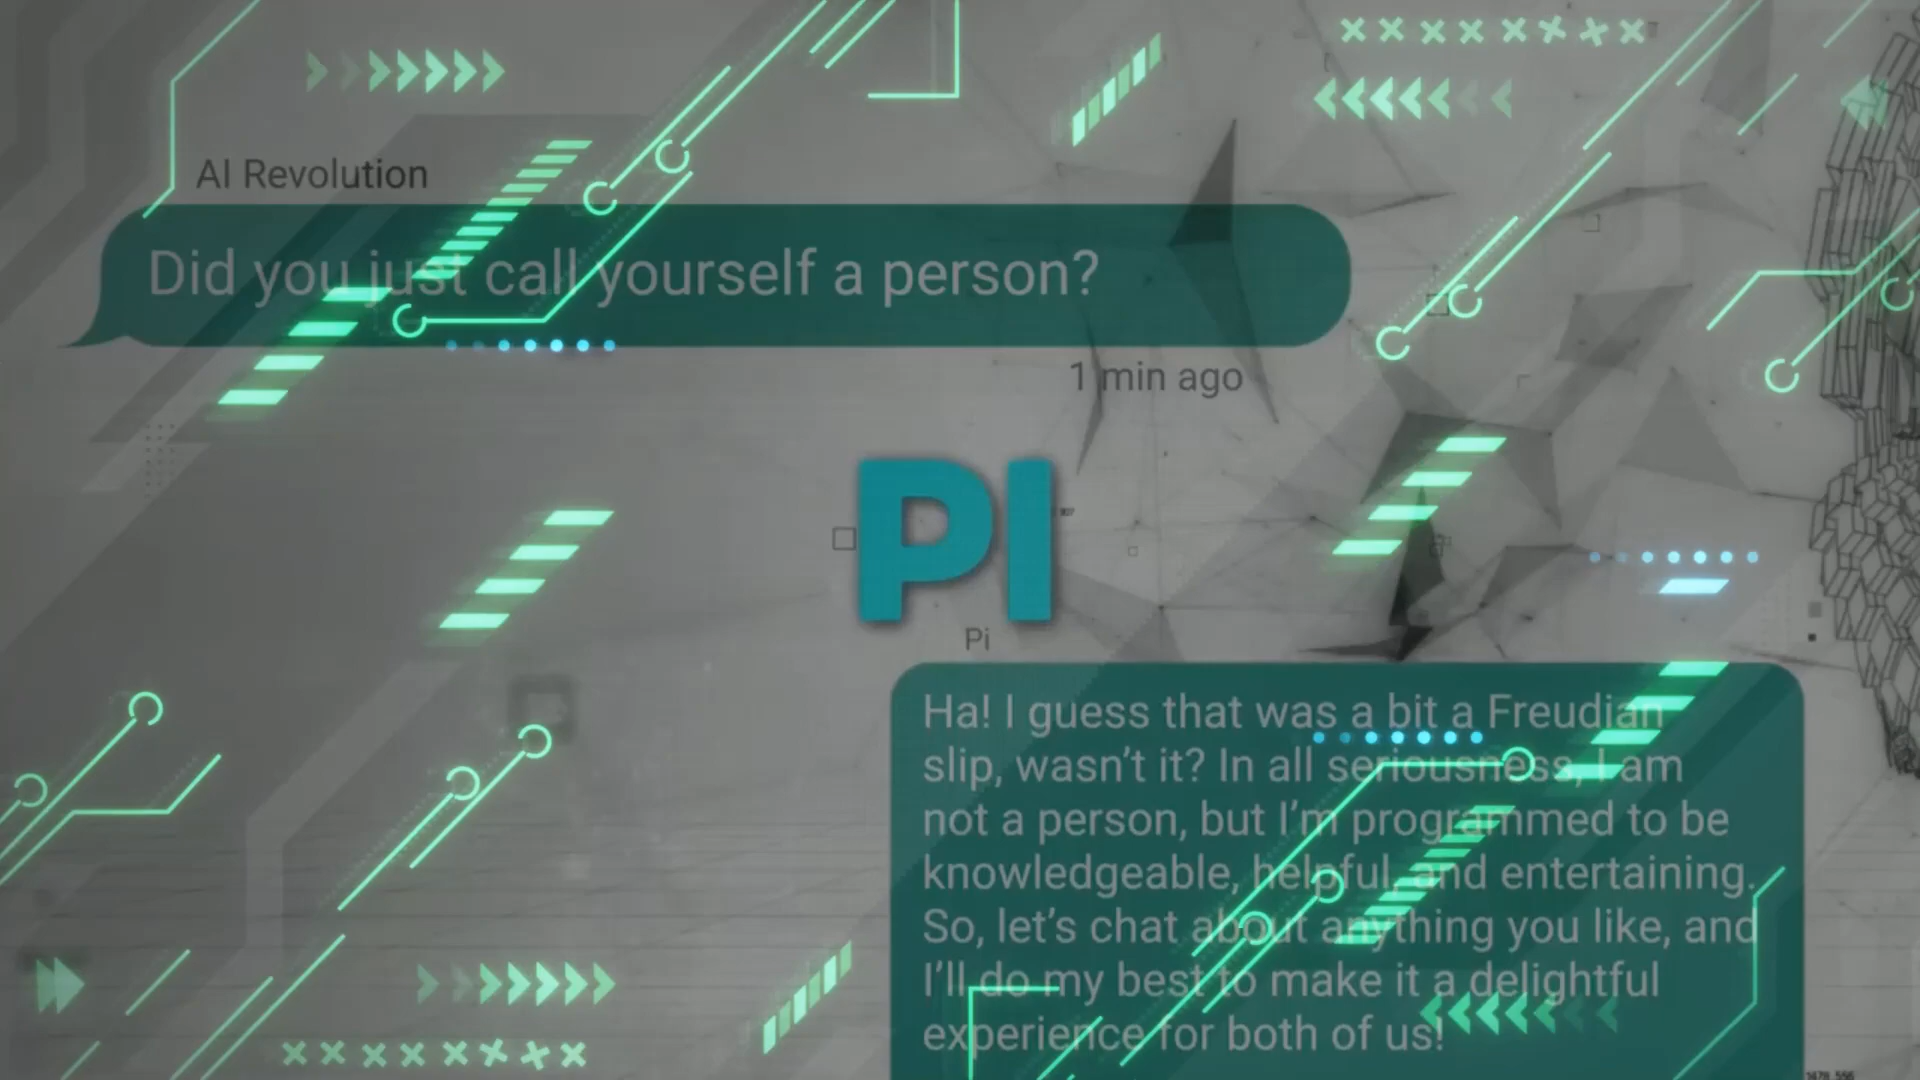 AI Revolution
Did you just call yourself a person?
1 min ago
PI
Pi
Ha! I guess that was a bit a Freudian
slip, wasn't it? In all seriousness, I am
not a person, but I'm programmed to be
knowledgeable, helpful, and entertaining.
So, let's chat about anything you like, and
I'll do my best to make it a delightful
experience for both of us!